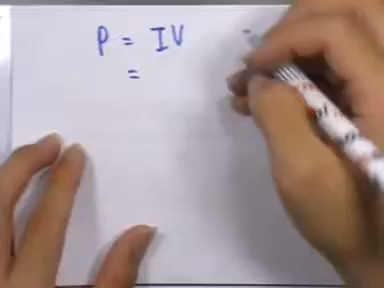 P = IV
=